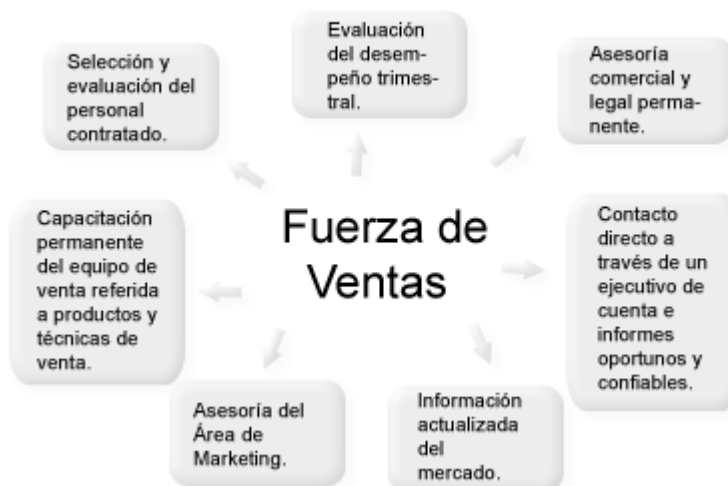 Evaluación
del desem-
peño trimes-
tral.
Selección y
evaluación del
personal
contratado.
Asesoría
comercial y
legal perma-
nente.
Capacitación
permanente
del equipo de
venta referida
a productos y
técnicas de
venta.
Fuerza de
Ventas
Contacto
directo a
través de un
ejecutivo de
cuenta e
informes
oportunos y
confiables.
Asesoría del
Área de
Marketing.
Información
actualizada
del
mercado.